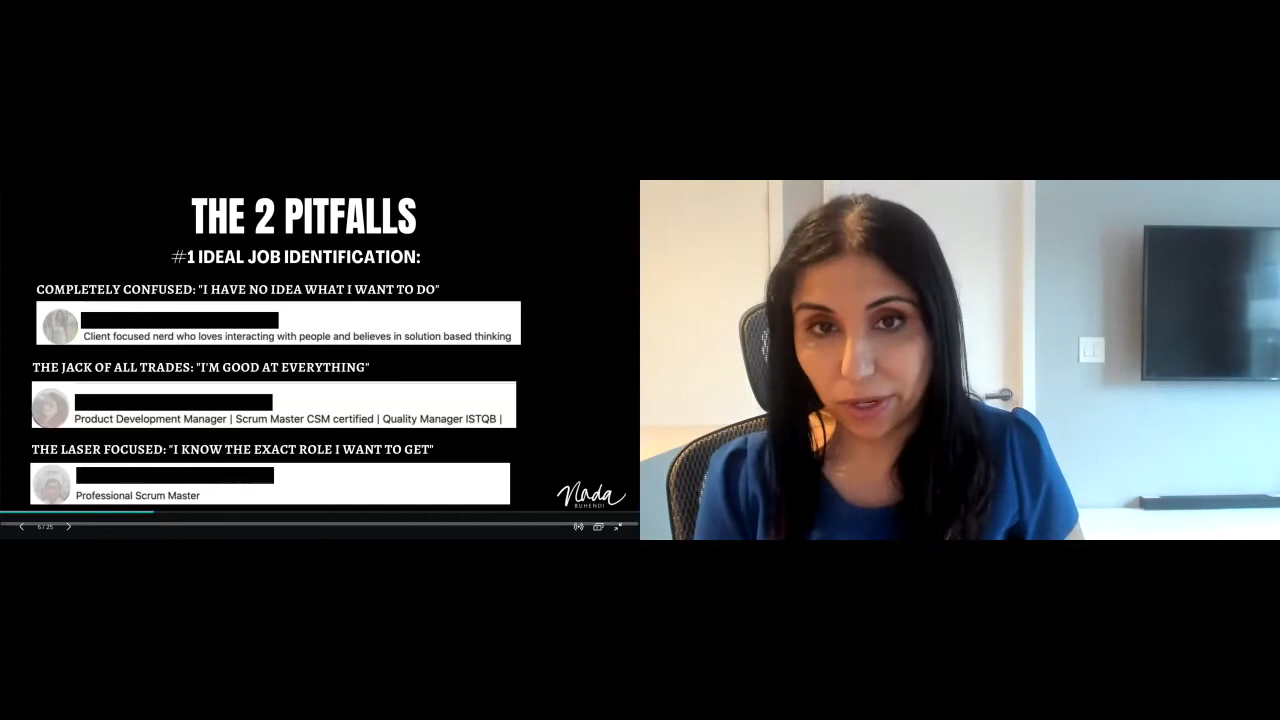 THE 2 PITFALLS
#1 IDEAL JOB IDENTIFICATION:
COMPLETELY CONFUSED: "I HAVE NO IDEA WHAT I WANT TO DO"
Client focused nerd who loves interacting with people and believes in solution based thinking
THE JACK OF ALL TRADES: "I'M GOOD AT EVERYTHING"
Product Development Manager | Scrum Master CSM certified | Quality Manager ISTQB |
THE LASER FOCUSED: "I KNOW THE EXACT ROLE I WANT TO GET"
Professional Scrum Master
Nada
BUHENDI
6 / 25